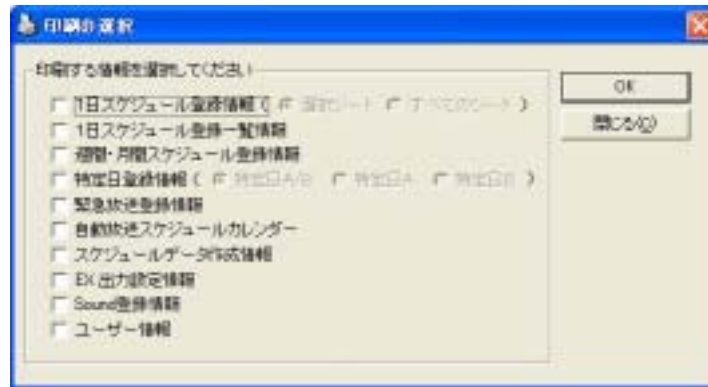 印刷の選択
印刷する情報を選択してください
1日スケジュール登録情報 ( 選択シート すべてのシート )
1日スケジュール登録一覧情報
週間・月間スケジュール登録情報
特定日登録情報 ( 特定日A/B 特定日A 特定日B )
緊急放送登録情報
自動放送スケジュールカレンダー
スケジュールデータ作成情報
EX出力設定情報
Sound登録情報
ユーザー情報
OK
閉じる(C)